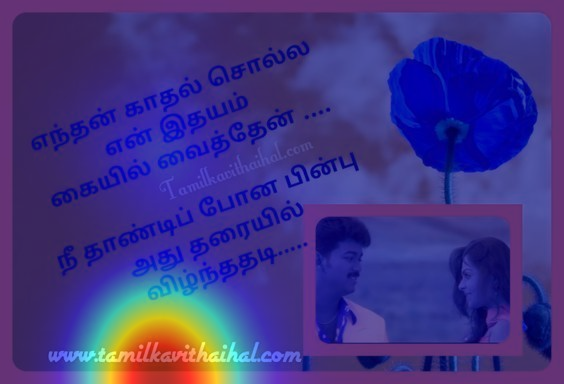 எந்தன் காதல் சொல்ல
என் இதயம்
கையில் வைத்தேன் ....
Tamilkavithaihal.com
நீ தாண்டிப் போன பின்பு
அது தரையில்
விழ்ந்ததடி.....
www.tamilkavithaihal.com